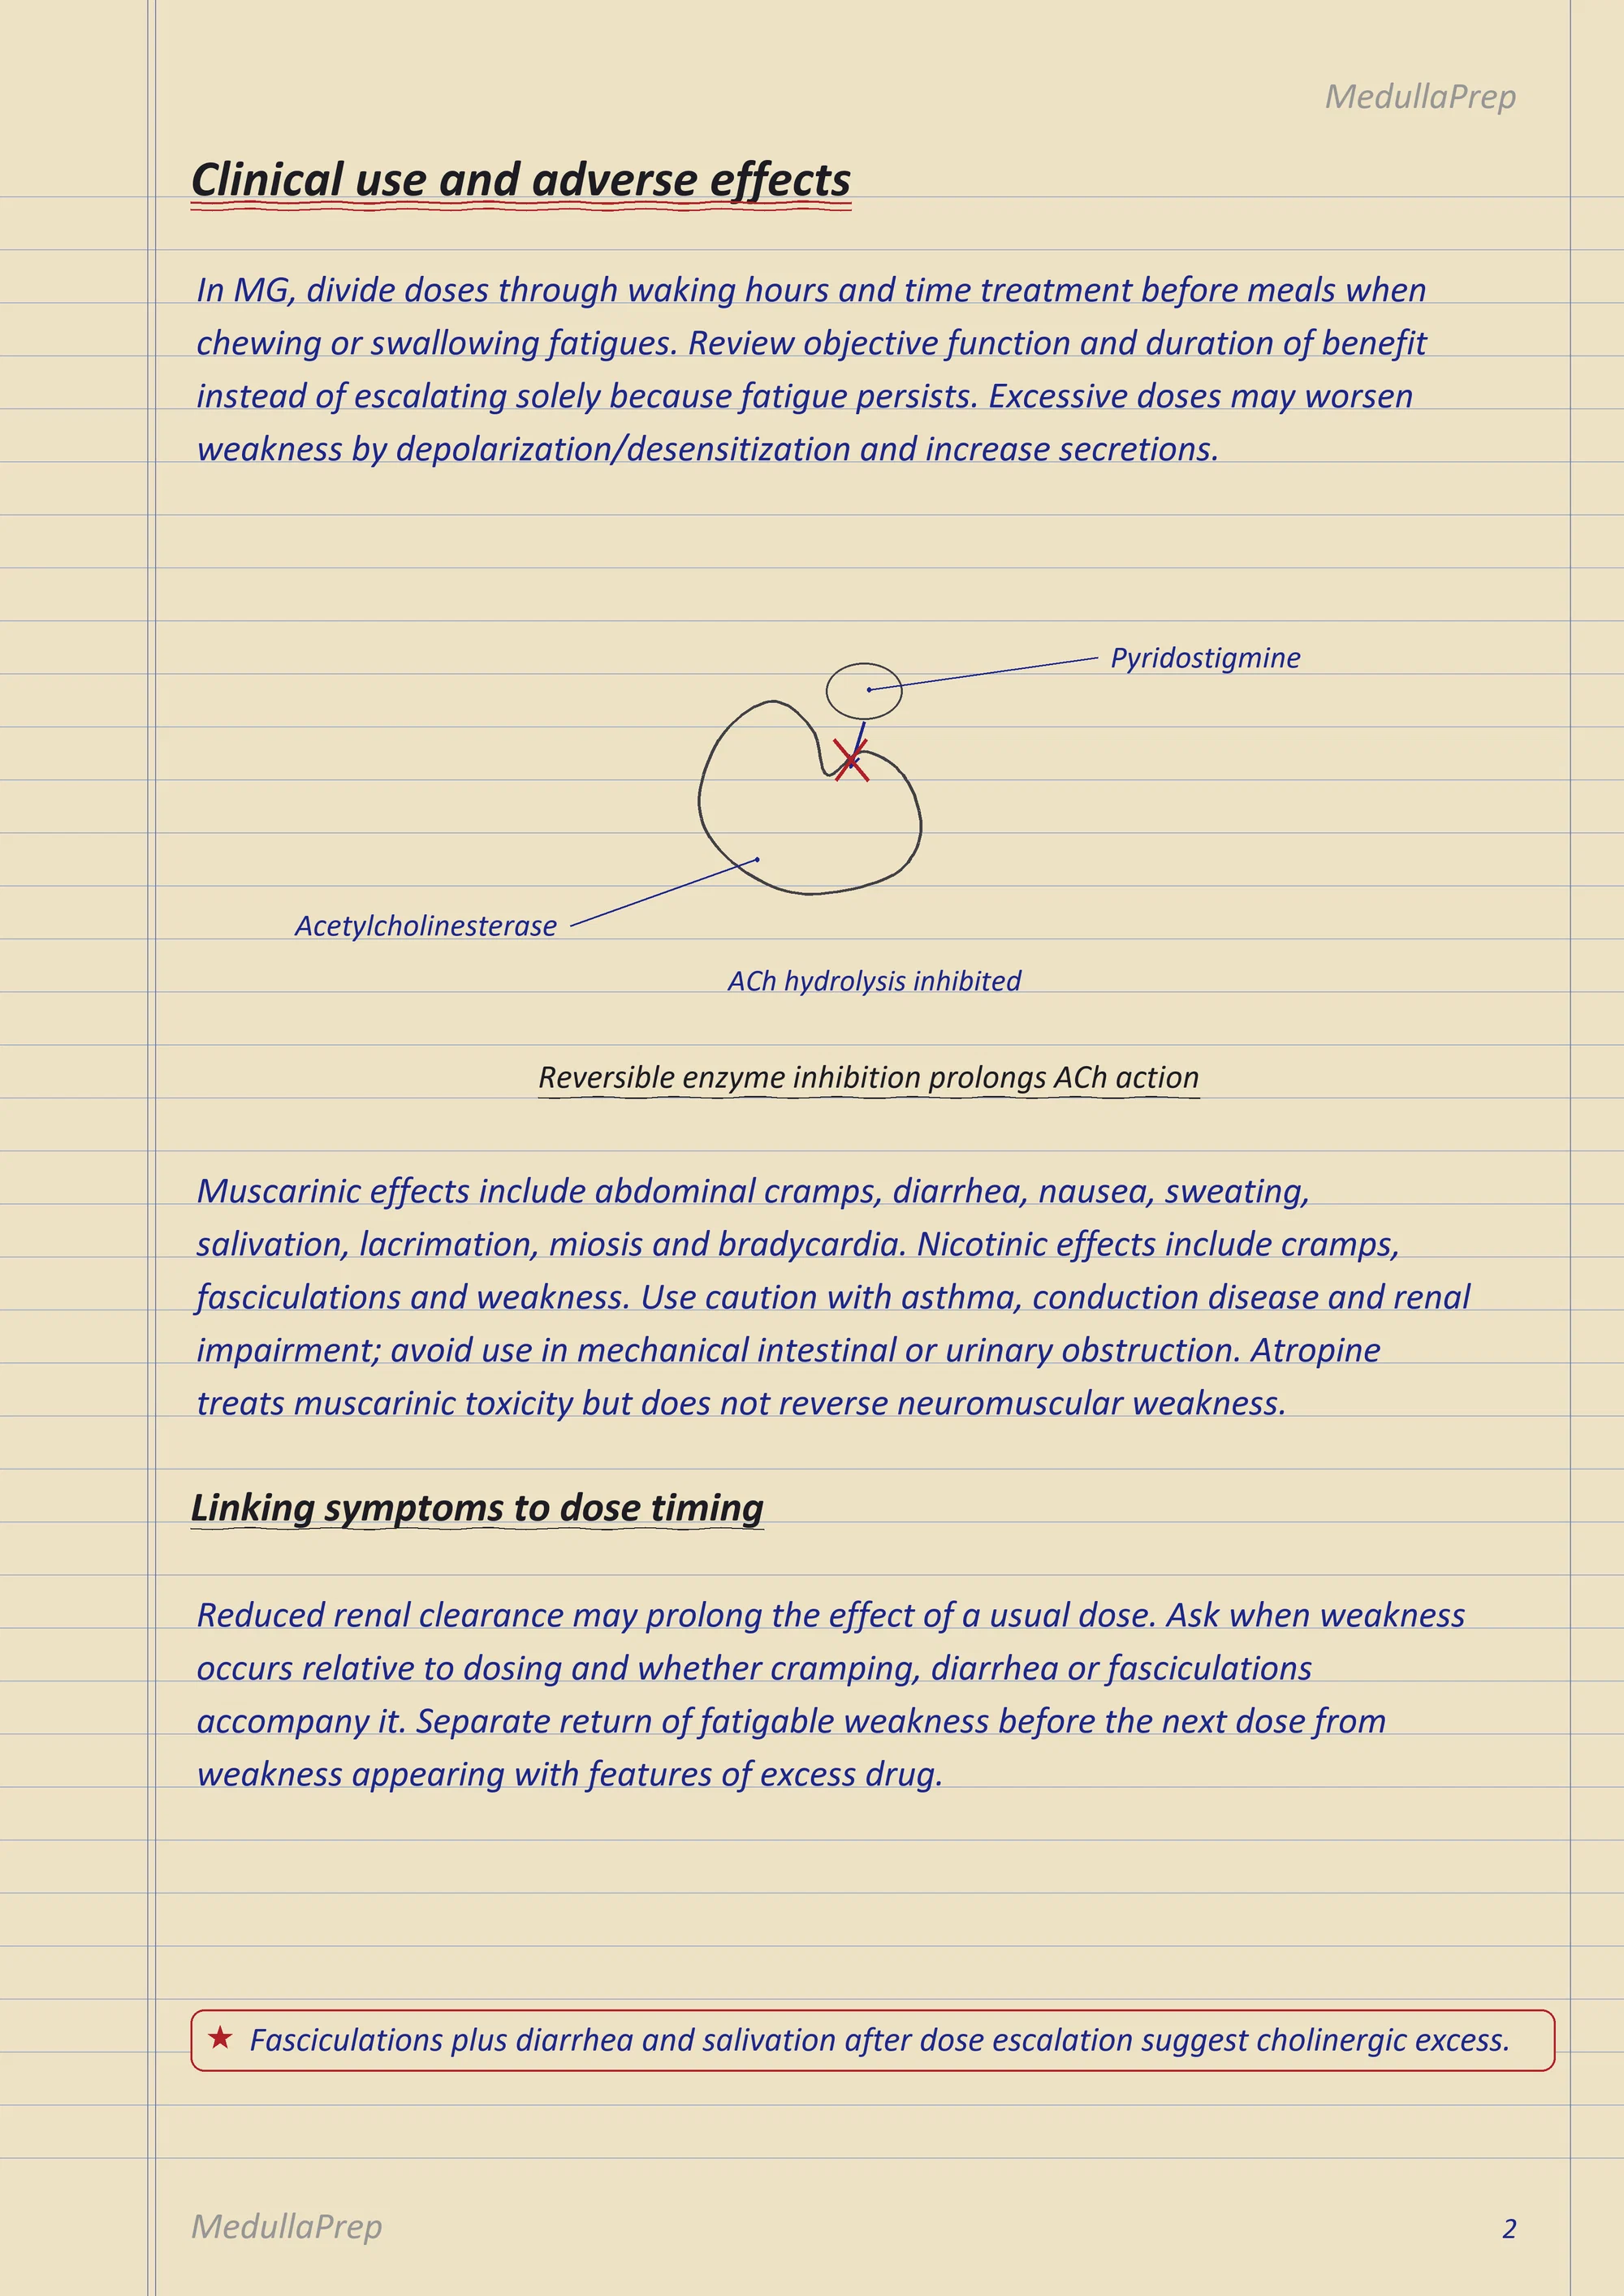 MedullaPrep
Clinical use and adverse effects
In MG, divide doses through waking hours and time treatment before meals when
chewing or swallowing fatigues. Review objective function and duration of benefit
instead of escalating solely because fatigue persists. Excessive doses may worsen
weakness by depolarization/desensitization and increase secretions.
Pyridostigmine
Acetylcholinesterase
ACh hydrolysis inhibited
Reversible enzyme inhibition prolongs ACh action
Muscarinic effects include abdominal cramps, diarrhea, nausea, sweating,
salivation, lacrimation, miosis and bradycardia. Nicotinic effects include cramps,
fasciculations and weakness. Use caution with asthma, conduction disease and renal
impairment; avoid use in mechanical intestinal or urinary obstruction. Atropine
treats muscarinic toxicity but does not reverse neuromuscular weakness.
Linking symptoms to dose timing
Reduced renal clearance may prolong the effect of a usual dose. Ask when weakness
occurs relative to dosing and whether cramping, diarrhea or fasciculations
accompany it. Separate return of fatigable weakness before the next dose from
weakness appearing with features of excess drug.
★ Fasciculations plus diarrhea and salivation after dose escalation suggest cholinergic excess.
MedullaPrep
2